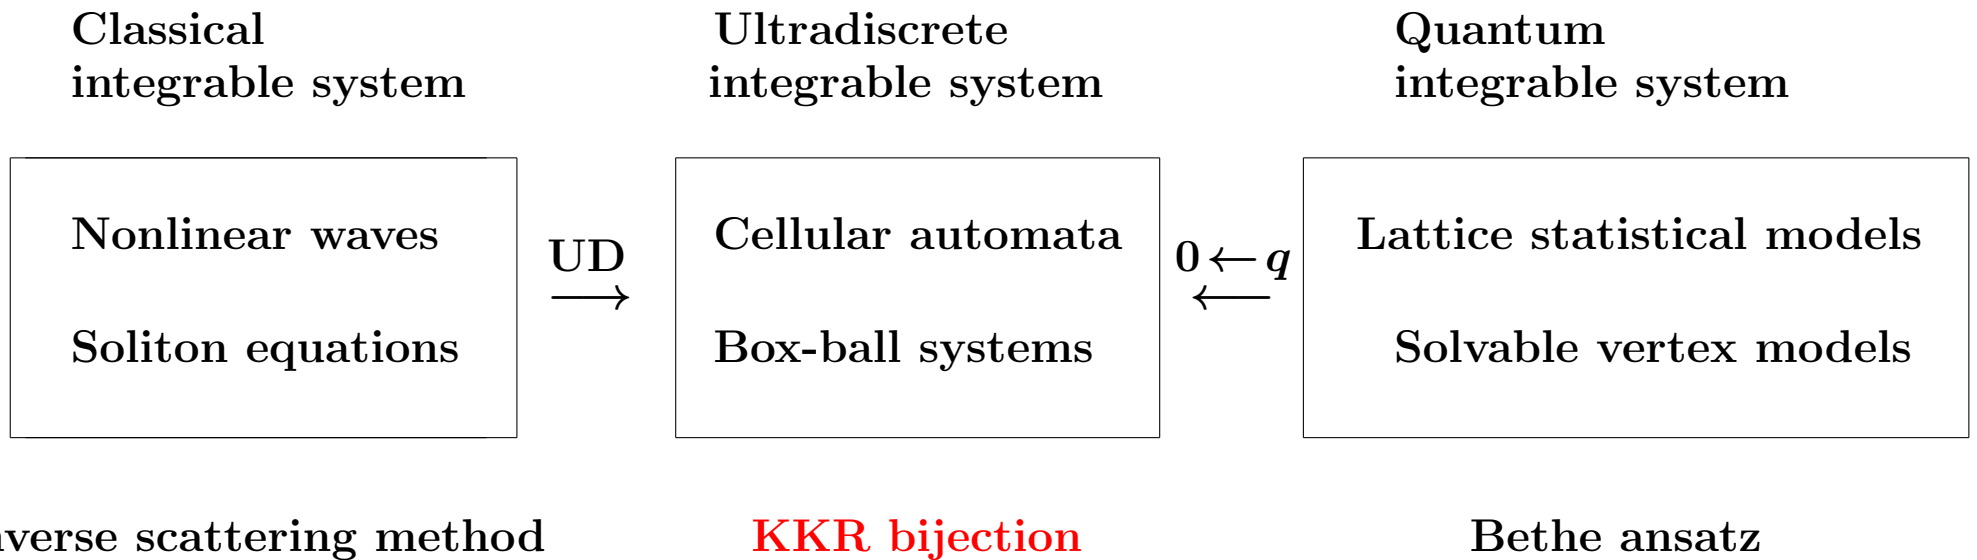 Classical
integrable system
Ultradiscrete
integrable system
Quantum
integrable system
Nonlinear waves
Soliton equations
UD
⟶
Cellular automata
Box-ball systems
0←q
⟵
Lattice statistical models
Solvable vertex models
verse scattering method
KKR bijection
Bethe ansatz